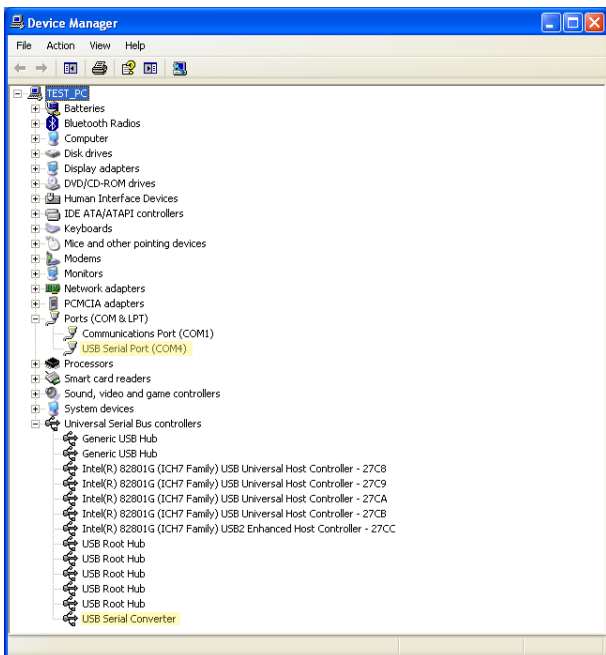 Device Manager
File Action View Help
TEST_PC
Batteries
Bluetooth Radios
Computer
Disk drives
Display adapters
DVD/CD-ROM drives
Human Interface Devices
IDE ATA/ATAPI controllers
Keyboards
Mice and other pointing devices
Modems
Monitors
Network adapters
PCMCIA adapters
Ports (COM & LPT)
Communications Port (COM1)
USB Serial Port (COM4)
Processors
Smart card readers
Sound, video and game controllers
System devices
Universal Serial Bus controllers
Generic USB Hub
Generic USB Hub
Intel(R) 82801G (ICH7 Family) USB Universal Host Controller - 27C8
Intel(R) 82801G (ICH7 Family) USB Universal Host Controller - 27C9
Intel(R) 82801G (ICH7 Family) USB Universal Host Controller - 27CA
Intel(R) 82801G (ICH7 Family) USB Universal Host Controller - 27CB
Intel(R) 82801G (ICH7 Family) USB2 Enhanced Host Controller - 27CC
USB Root Hub
USB Root Hub
USB Root Hub
USB Root Hub
USB Root Hub
USB Serial Converter